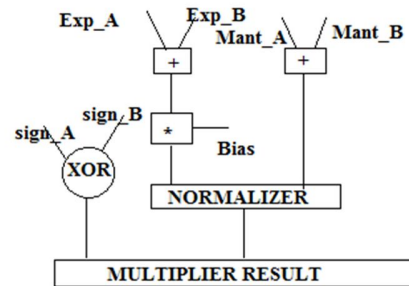 Exp_A
Exp_B
Mant_A
Mant_B
+
+
sign_A
sign_B
*
Bias
XOR
NORMALIZER
MULTIPLIER RESULT